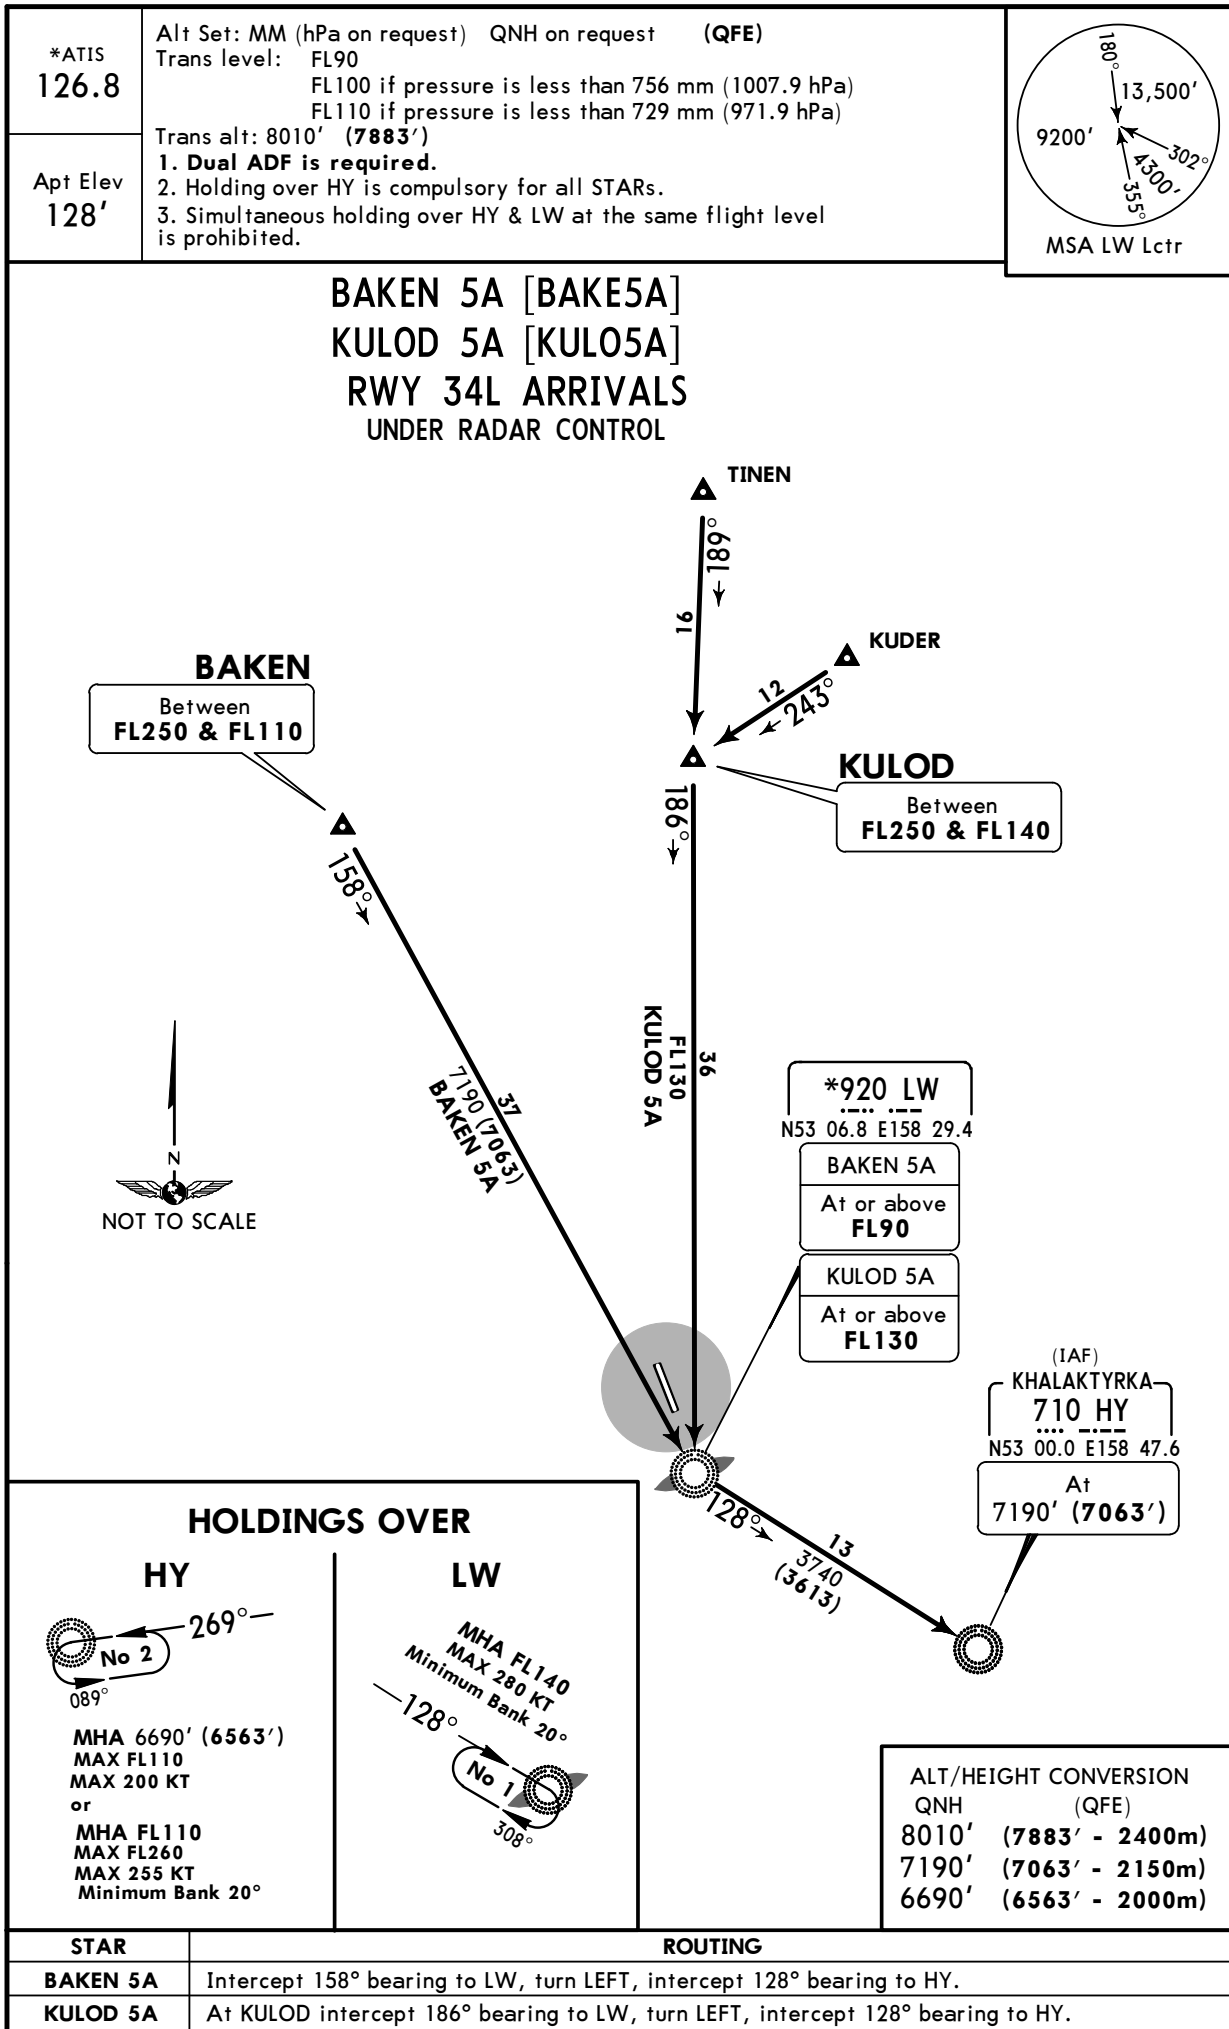 *ATIS
126.8
Apt Elev
128'
Alt Set: MM (hPa on request) QNH on request (QFE)
Trans level: FL90
FL100 if pressure is less than 756 mm (1007.9 hPa)
FL110 if pressure is less than 729 mm (971.9 hPa)
Trans alt: 8010' (7883')
1. Dual ADF is required.
2. Holding over HY is compulsory for all STARs.
3. Simultaneous holding over HY & LW at the same flight level
is prohibited.
180°
13,500'
9200'
302°
4300'
355°
MSA LW Lctr
BAKEN 5A [BAKE5A]
KULOD 5A [KULO5A]
RWY 34L ARRIVALS
UNDER RADAR CONTROL
TINEN
189°
16
KUDER
12
243°
BAKEN
Between
FL250 & FL110
KULOD
Between
FL250 & FL140
158°
186°
37
7190 (7063)
BAKEN 5A
36
FL130
KULOD 5A
N
NOT TO SCALE
*920 LW
N53 06.8 E158 29.4
BAKEN 5A
At or above
FL90
KULOD 5A
At or above
FL130
(IAF)
KHALAKTYRKA
710 HY
N53 00.0 E158 47.6
At
7190' (7063')
128°
13
3740
(3613)
HOLDINGS OVER
HY
269°
No 2
089°
MHA 6690' (6563')
MAX FL110
MAX 200 KT
or
MHA FL110
MAX FL260
MAX 255 KT
Minimum Bank 20°
LW
MHA FL140
MAX 280 KT
Minimum Bank 20°
128°
No 1
308°
ALT/HEIGHT CONVERSION
QNH (QFE)
8010' (7883' - 2400m)
7190' (7063' - 2150m)
6690' (6563' - 2000m)
STAR ROUTING
BAKEN 5A Intercept 158° bearing to LW, turn LEFT, intercept 128° bearing to HY.
KULOD 5A At KULOD intercept 186° bearing to LW, turn LEFT, intercept 128° bearing to HY.